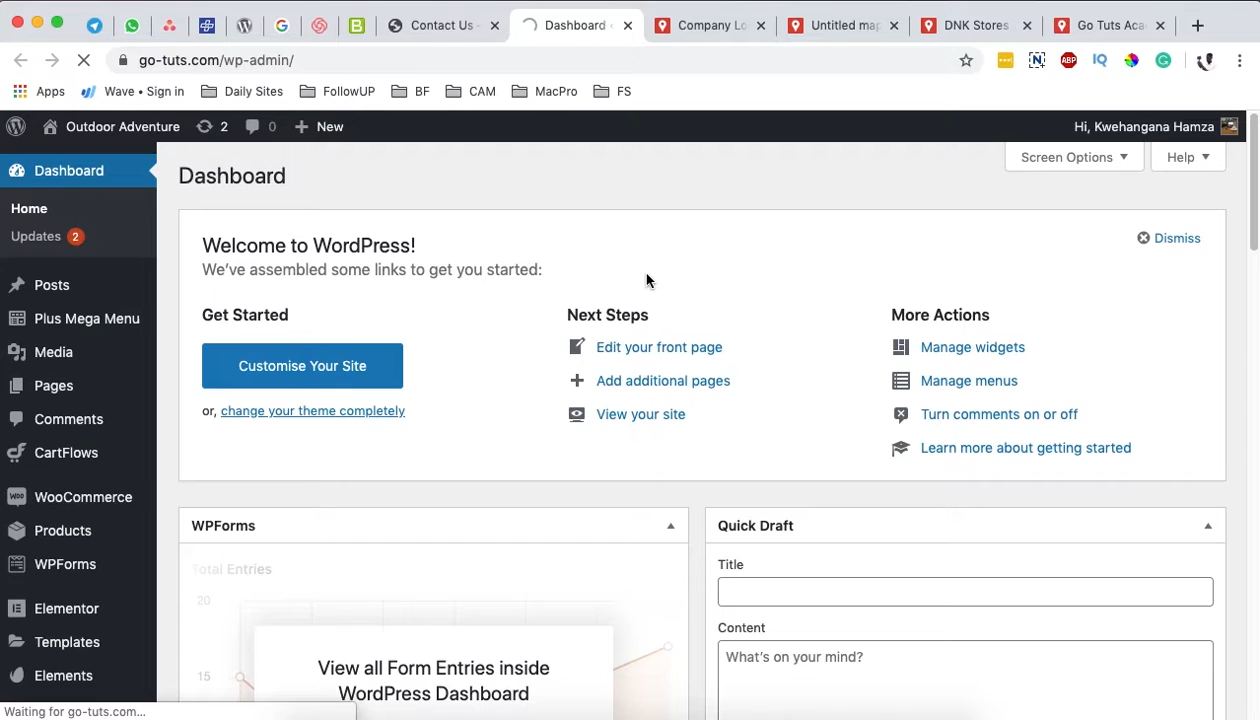 Contact Us -
Dashboard ‹
Company Lo
Untitled map
DNK Stores
Go Tuts Aca
go-tuts.com/wp-admin/
Apps
Wave • Sign in
Daily Sites
FollowUP
BF
CAM
MacPro
FS
Outdoor Adventure
2
0
New
Hi, Kwehangana Hamza
Dashboard
Home
Updates 2
Posts
Plus Mega Menu
Media
Pages
Comments
CartFlows
WooCommerce
Products
WPForms
Elementor
Templates
Elements
Dashboard
Screen Options
Help
Welcome to WordPress!
We've assembled some links to get you started:
Dismiss
Get Started
Customise Your Site
or, change your theme completely
Next Steps
Edit your front page
Add additional pages
View your site
More Actions
Manage widgets
Manage menus
Turn comments on or off
Learn more about getting started
WPForms
Total Entries
20
15
View all Form Entries inside
WordPress Dashboard
Quick Draft
Title
Content
What's on your mind?
Waiting for go-tuts.com...